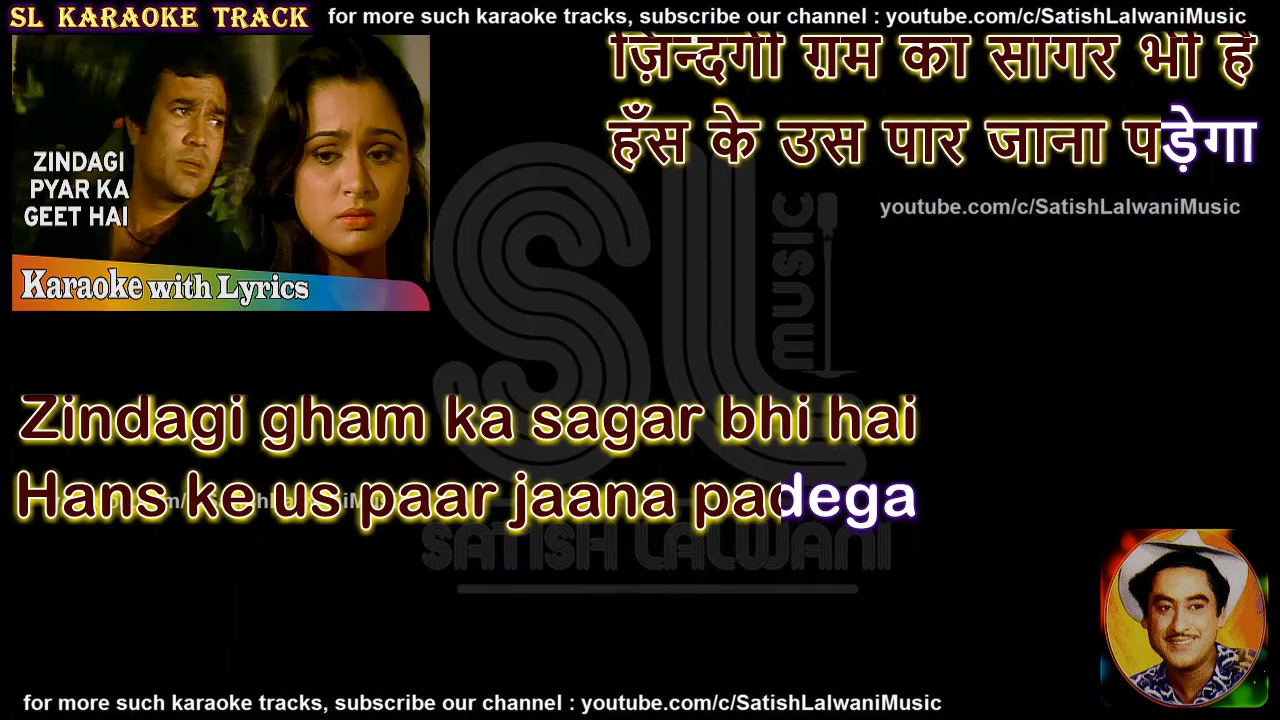 SL KARAOKE TRACK for more such karaoke tracks, subscribe our channel : youtube.com/c/SatishLalwaniMusic
ज़िन्दगी ग़म का सागर भी है
हँस के उस पार जाना पड़ेगा
youtube.com/c/SatishLalwaniMusic
ZINDAGI
PYAR KA
GEET HAI
Karaoke with Lyrics
SL music
Zindagi gham ka sagar bhi hai
Hans ke us paar jaana padega
SATISH LALWANI
for more such karaoke tracks, subscribe our channel : youtube.com/c/SatishLalwaniMusic